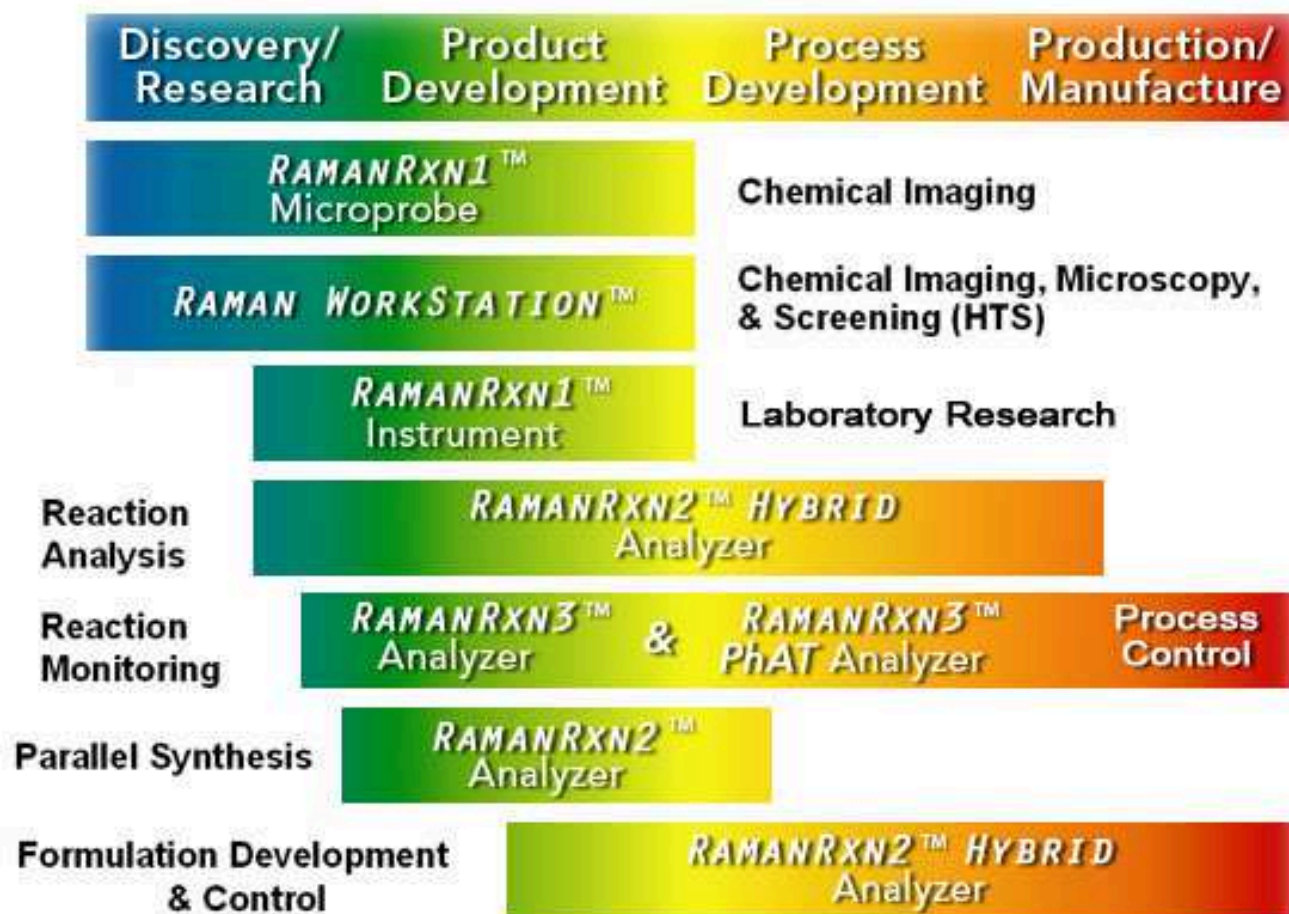 Discovery/
Research
Product
Development
Process
Development
Production/
Manufacture
RAMANRXN1™
Microprobe
Chemical Imaging
RAMAN WORKSTATION™
Chemical Imaging, Microscopy,
& Screening (HTS)
RAMANRXN1™
Instrument
Laboratory Research
Reaction
Analysis
RAMANRXN2™ HYBRID
Analyzer
Reaction
Monitoring
RAMANRXN3™
Analyzer
&
RAMANRXN3™
PhAT Analyzer
Process
Control
Parallel Synthesis
RAMANRXN2™
Analyzer
Formulation Development
& Control
RAMANRXN2™ HYBRID
Analyzer